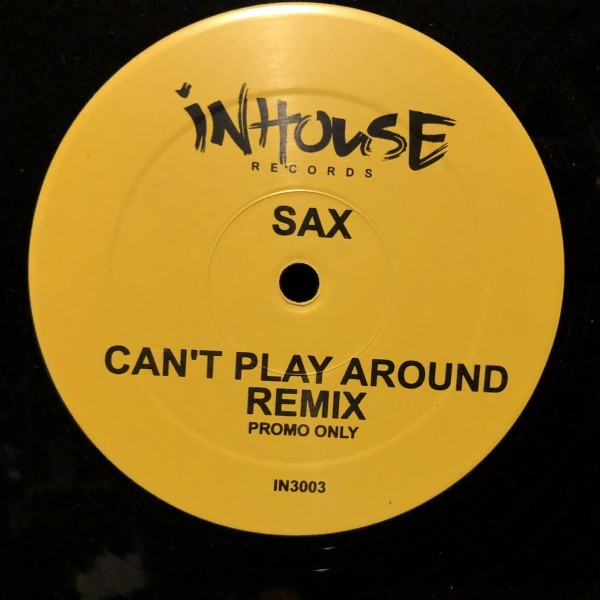 INHOUSE
RECORDS
SAX
CAN'T PLAY AROUND
REMIX
PROMO ONLY
IN3003